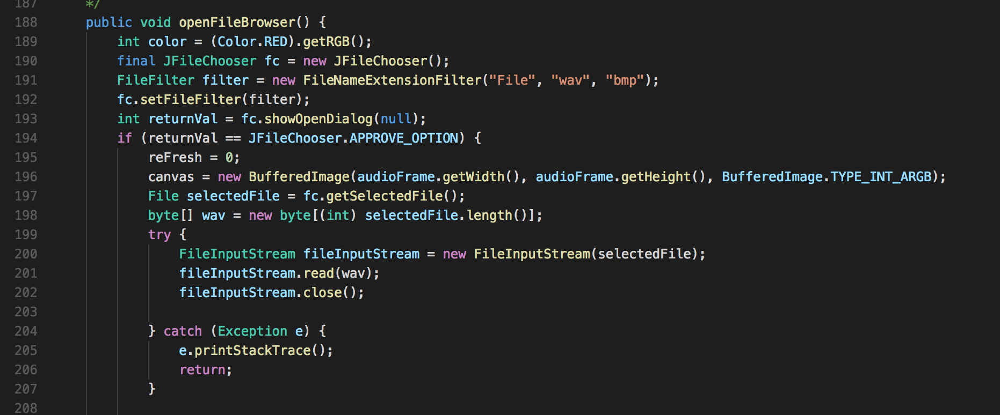 187 */
188 public void openFileBrowser() {
189 int color = (Color.RED).getRGB();
190 final JFileChooser fc = new JFileChooser();
191 FileFilter filter = new FileNameExtensionFilter("File", "wav", "bmp");
192 fc.setFileFilter(filter);
193 int returnVal = fc.showOpenDialog(null);
194 if (returnVal == JFileChooser.APPROVE_OPTION) {
195 reFresh = 0;
196 canvas = new BufferedImage(audioFrame.getWidth(), audioFrame.getHeight(), BufferedImage.TYPE_INT_ARGB);
197 File selectedFile = fc.getSelectedFile();
198 byte[] wav = new byte[(int) selectedFile.length()];
199 try {
200 FileInputStream fileInputStream = new FileInputStream(selectedFile);
201 fileInputStream.read(wav);
202 fileInputStream.close();
203
204 } catch (Exception e) {
205 e.printStackTrace();
206 return;
207 }
208